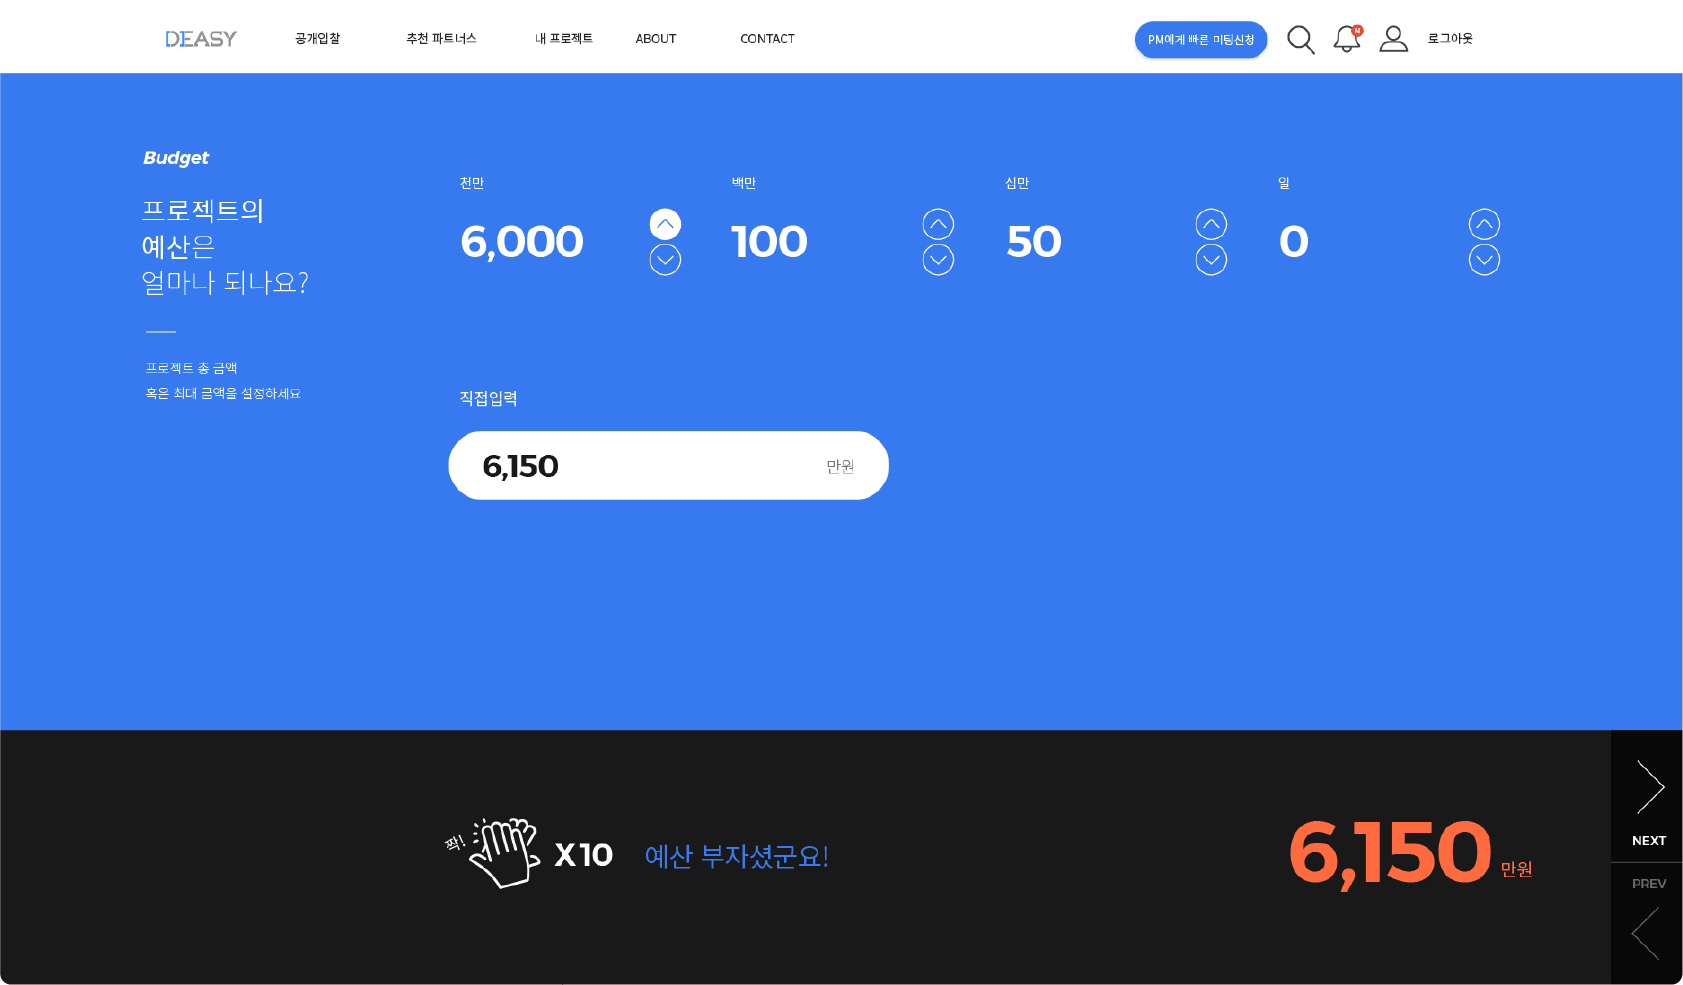 DEASY
공개입찰
추천 파트너스
내 프로젝트
ABOUT
CONTACT
PM에게 빠른 미팅신청
N
로그아웃
Budget
프로젝트의
예산은
얼마나 되나요?
프로젝트 총 금액
혹은 최대 금액을 설정하세요
천만
6,000
백만
100
십만
50
일
0
직접입력
6,150
만원
짝!
X10
예산 부자셨군요!
6,150
만원
NEXT
PREV